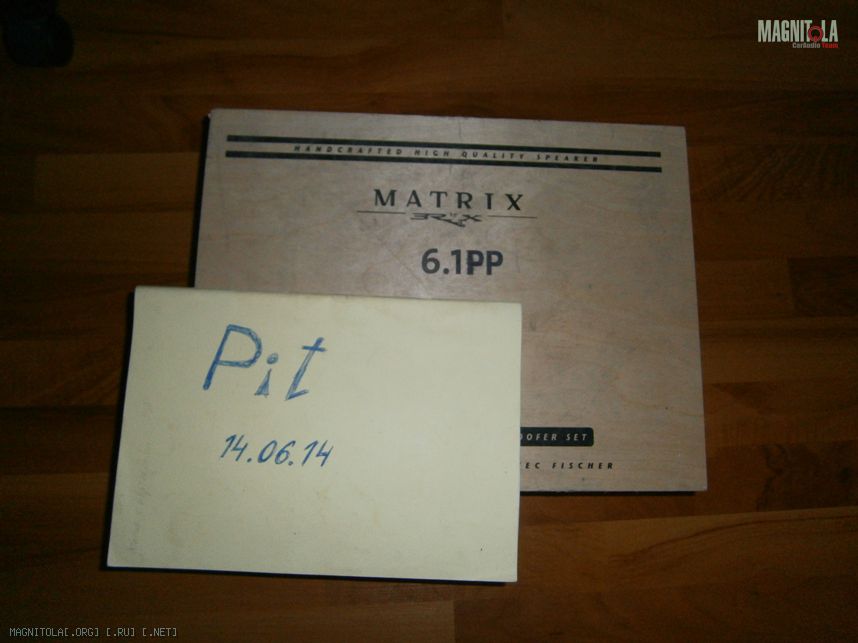 MAGNITOLA
CarAudio Team
HANDCRAFTED HIGH QUALITY SPEAKER
MATRIX
6.1PP
Pit
14.06.14
OOFER SET
EC FISCHER
MAGNITOLA[.ORG] [.RU] [.NET]